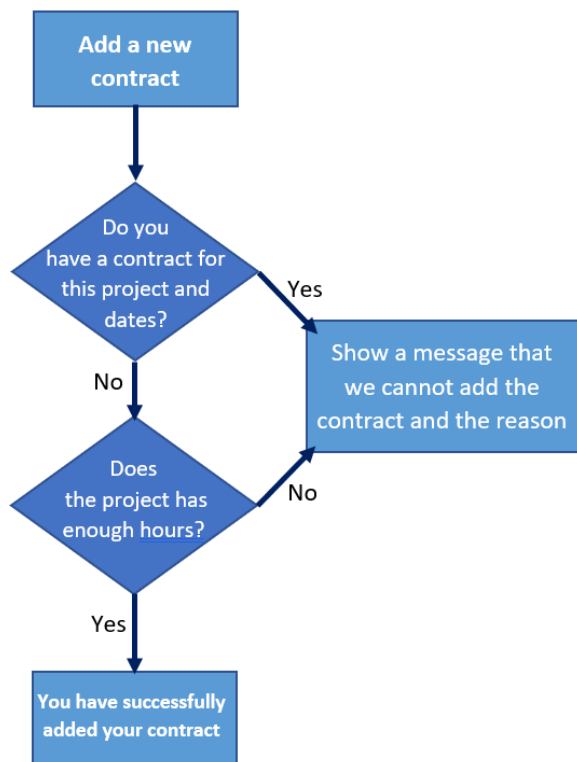 Add a new
contract
Do you
have a contract for
this project and
dates?
Yes
Show a message that
we cannot add the
contract and the reason
No
Does
the project has
enough hours?
No
Yes
You have successfully
added your contract